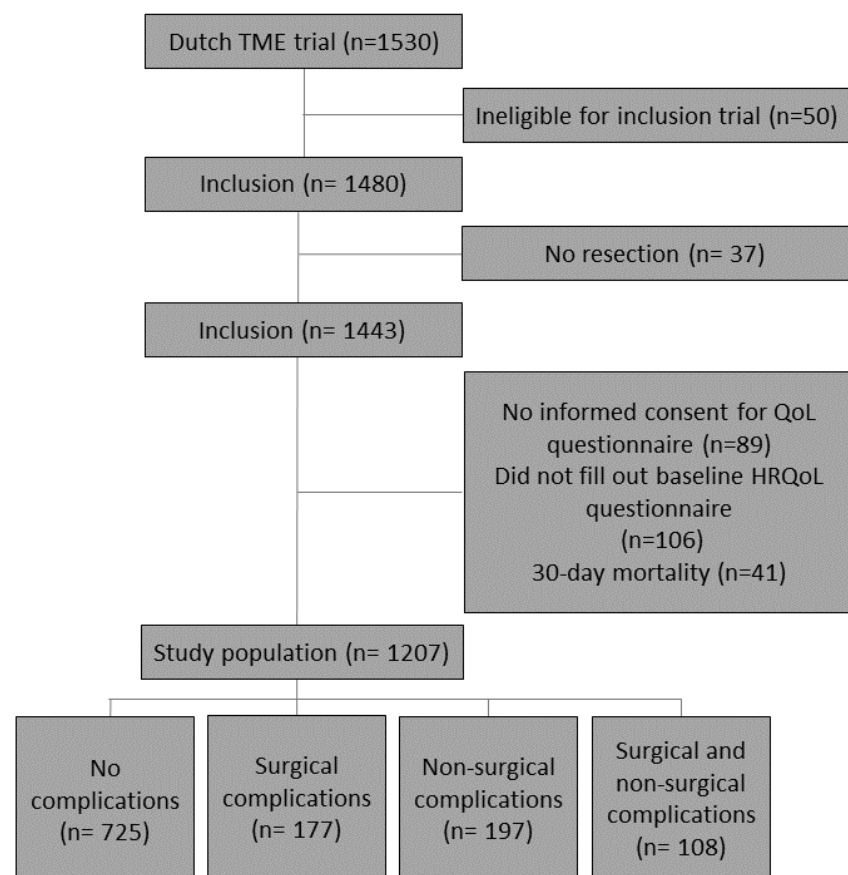 Dutch TME trial (n=1530)
Ineligible for inclusion trial (n=50)
Inclusion (n= 1480)
No resection (n= 37)
Inclusion (n= 1443)
No informed consent for QoL
questionnaire (n=89)
Did not fill out baseline HRQoL
questionnaire
(n=106)
30-day mortality (n=41)
Study population (n= 1207)
No
complications
(n= 725)
Surgical
complications
(n= 177)
Non-surgical
complications
(n= 197)
Surgical and
non-surgical
complications
(n= 108)